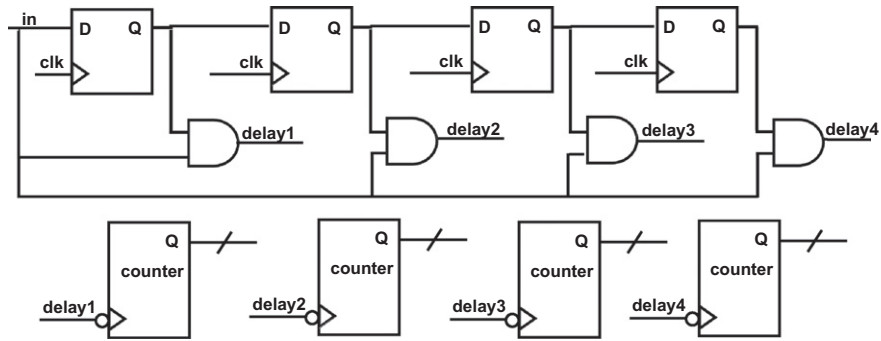 in D Q D Q D Q D Q
clk clk clk clk
delay1 delay2 delay3 delay4
Q Q Q Q
counter counter counter counter
delay1 delay2 delay3 delay4